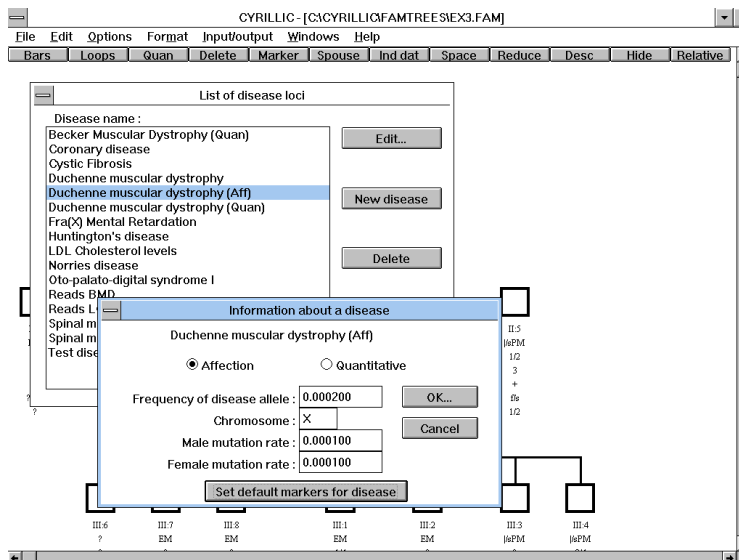 CYRILLIC - [C:\CYRILLIC\FAMTREES\EX3.FAM]
File Edit Options Format Input/output Windows Help
Bars Loops Quan Delete Marker Spouse Ind dat Space Reduce Desc Hide Relative
List of disease loci
Disease name :
Becker Muscular Dystrophy (Quan)
Coronary disease
Cystic Fibrosis
Duchenne muscular dystrophy
Duchenne muscular dystrophy (Aff)
Duchenne muscular dystrophy (Quan)
Fra(X) Mental Retardation
Huntington's disease
LDL Cholesterol levels
Norries disease
Oto-palato-digital syndrome I
Reads BMD
Reads L
Spinal m
Spinal m
Test dise
Edit...
New disease
Delete
Information about a disease
Duchenne muscular dystrophy (Aff)
Affection Quantitative
Frequency of disease allele : 0.000200
Chromosome : X
Male mutation rate : 0.000100
Female mutation rate : 0.000100
OK...
Cancel
Set default markers for disease
II:5
|/sPM
1/2
3
+
f/s
1/2
?
?
III:6 III:7 III:8 III:1 III:2 III:3 III:4
? EM EM EM EM |/sPM |/sPM